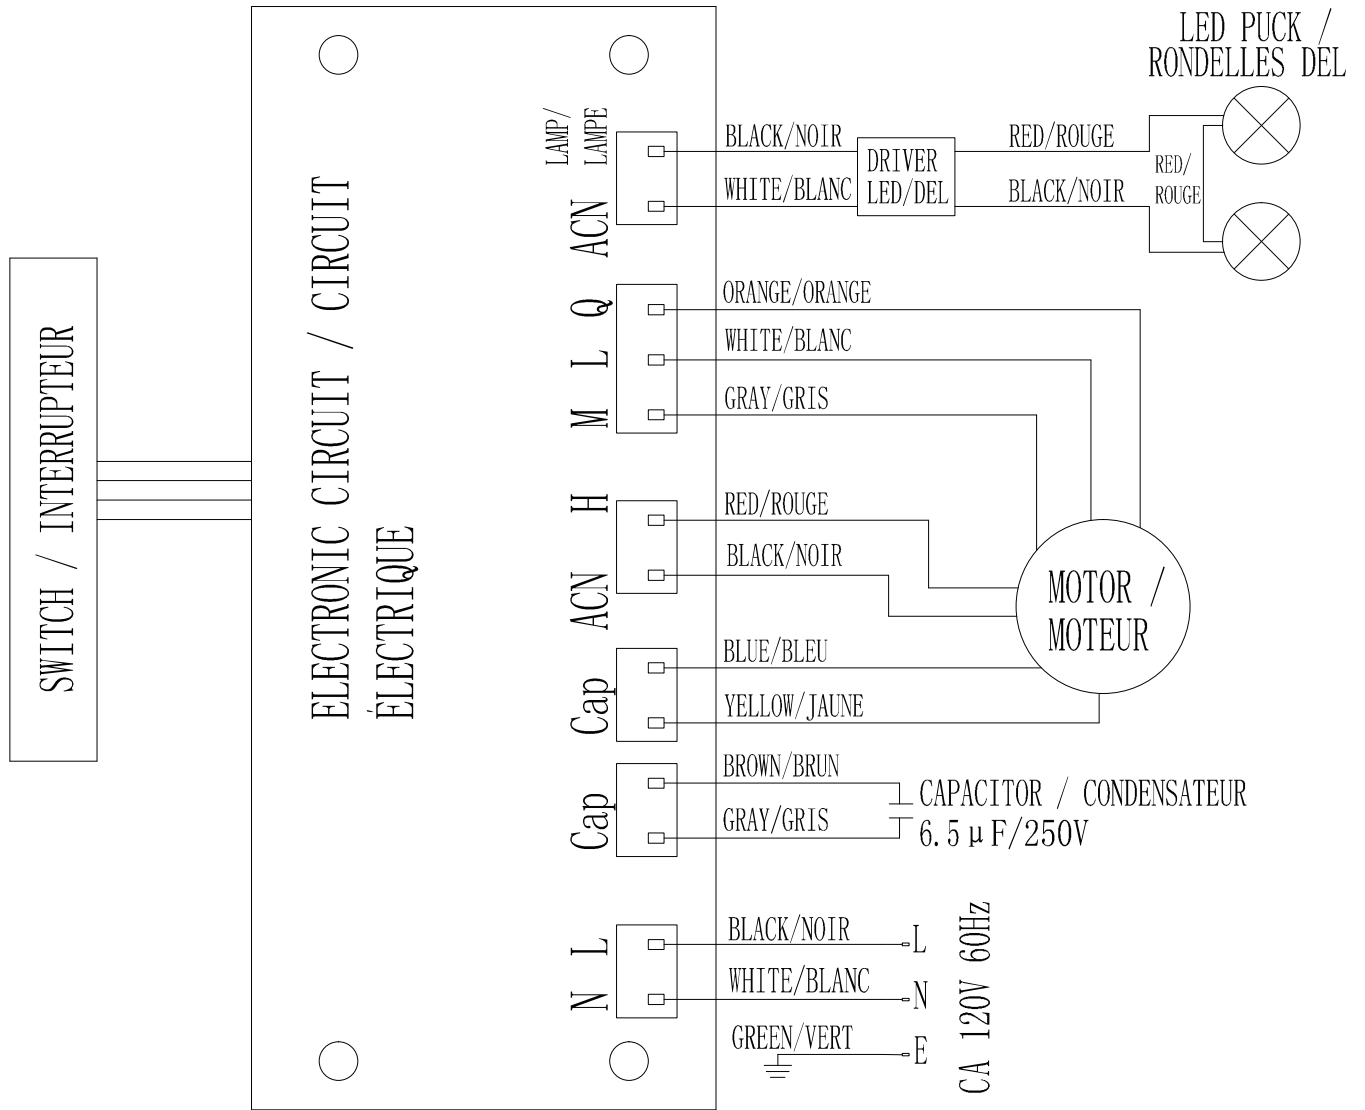 LED PUCK /
RONDELLES DEL
LAMP/
LAMPE
ACN
BLACK/NOIR
WHITE/BLANC
DRIVER
LED/DEL
RED/ROUGE
BLACK/NOIR
RED/
ROUGE
Q
L
M
ORANGE/ORANGE
WHITE/BLANC
GRAY/GRIS
H
ACN
RED/ROUGE
BLACK/NOIR
MOTOR /
MOTEUR
Cap
BLUE/BLEU
YELLOW/JAUNE
Cap
BROWN/BRUN
GRAY/GRIS
CAPACITOR / CONDENSATEUR
6.5μF/250V
L
N
BLACK/NOIR
WHITE/BLANC
GREEN/VERT
L
N
E
CA 120V 60Hz
ELECTRONIC CIRCUIT / CIRCUIT
ÉLECTRIQUE
SWITCH / INTERRUPTEUR